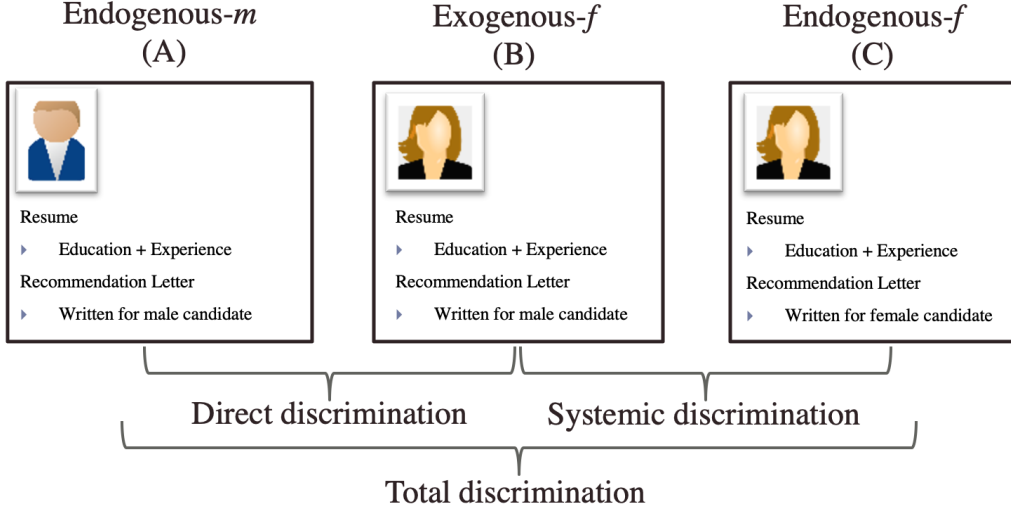 Endogenous-m
(A)
Exogenous-f
(B)
Endogenous-f
(C)
Resume
Education + Experience
Recommendation Letter
Written for male candidate
Resume
Education + Experience
Recommendation Letter
Written for male candidate
Resume
Education + Experience
Recommendation Letter
Written for female candidate
Direct discrimination
Systemic discrimination
Total discrimination